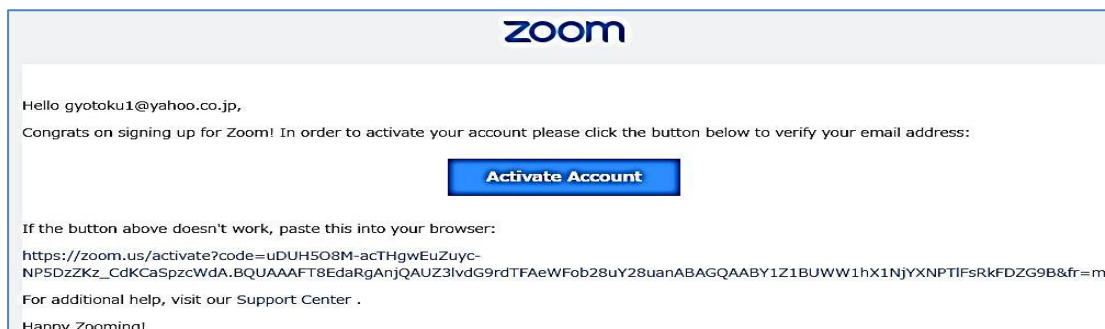 zoom
Hello gyotoku1@yahoo.co.jp,
Congrats on signing up for Zoom! In order to activate your account please click the button below to verify your email address:
Activate Account
If the button above doesn't work, paste this into your browser:
https://zoom.us/activate?code=uDUH5O8M-acTHgwEuZuyc-
NP5DzZKz_CdKCaSpzcWdA.BQUAAAFT8EdaRgAnjQAUZ3lvdG9rdTFAeWFob28uY28uanABAGQAABY1Z1BUWW1hX1NjYXNPTlFsRkFDZG9B&fr=m
For additional help, visit our Support Center .
Happy Zooming!